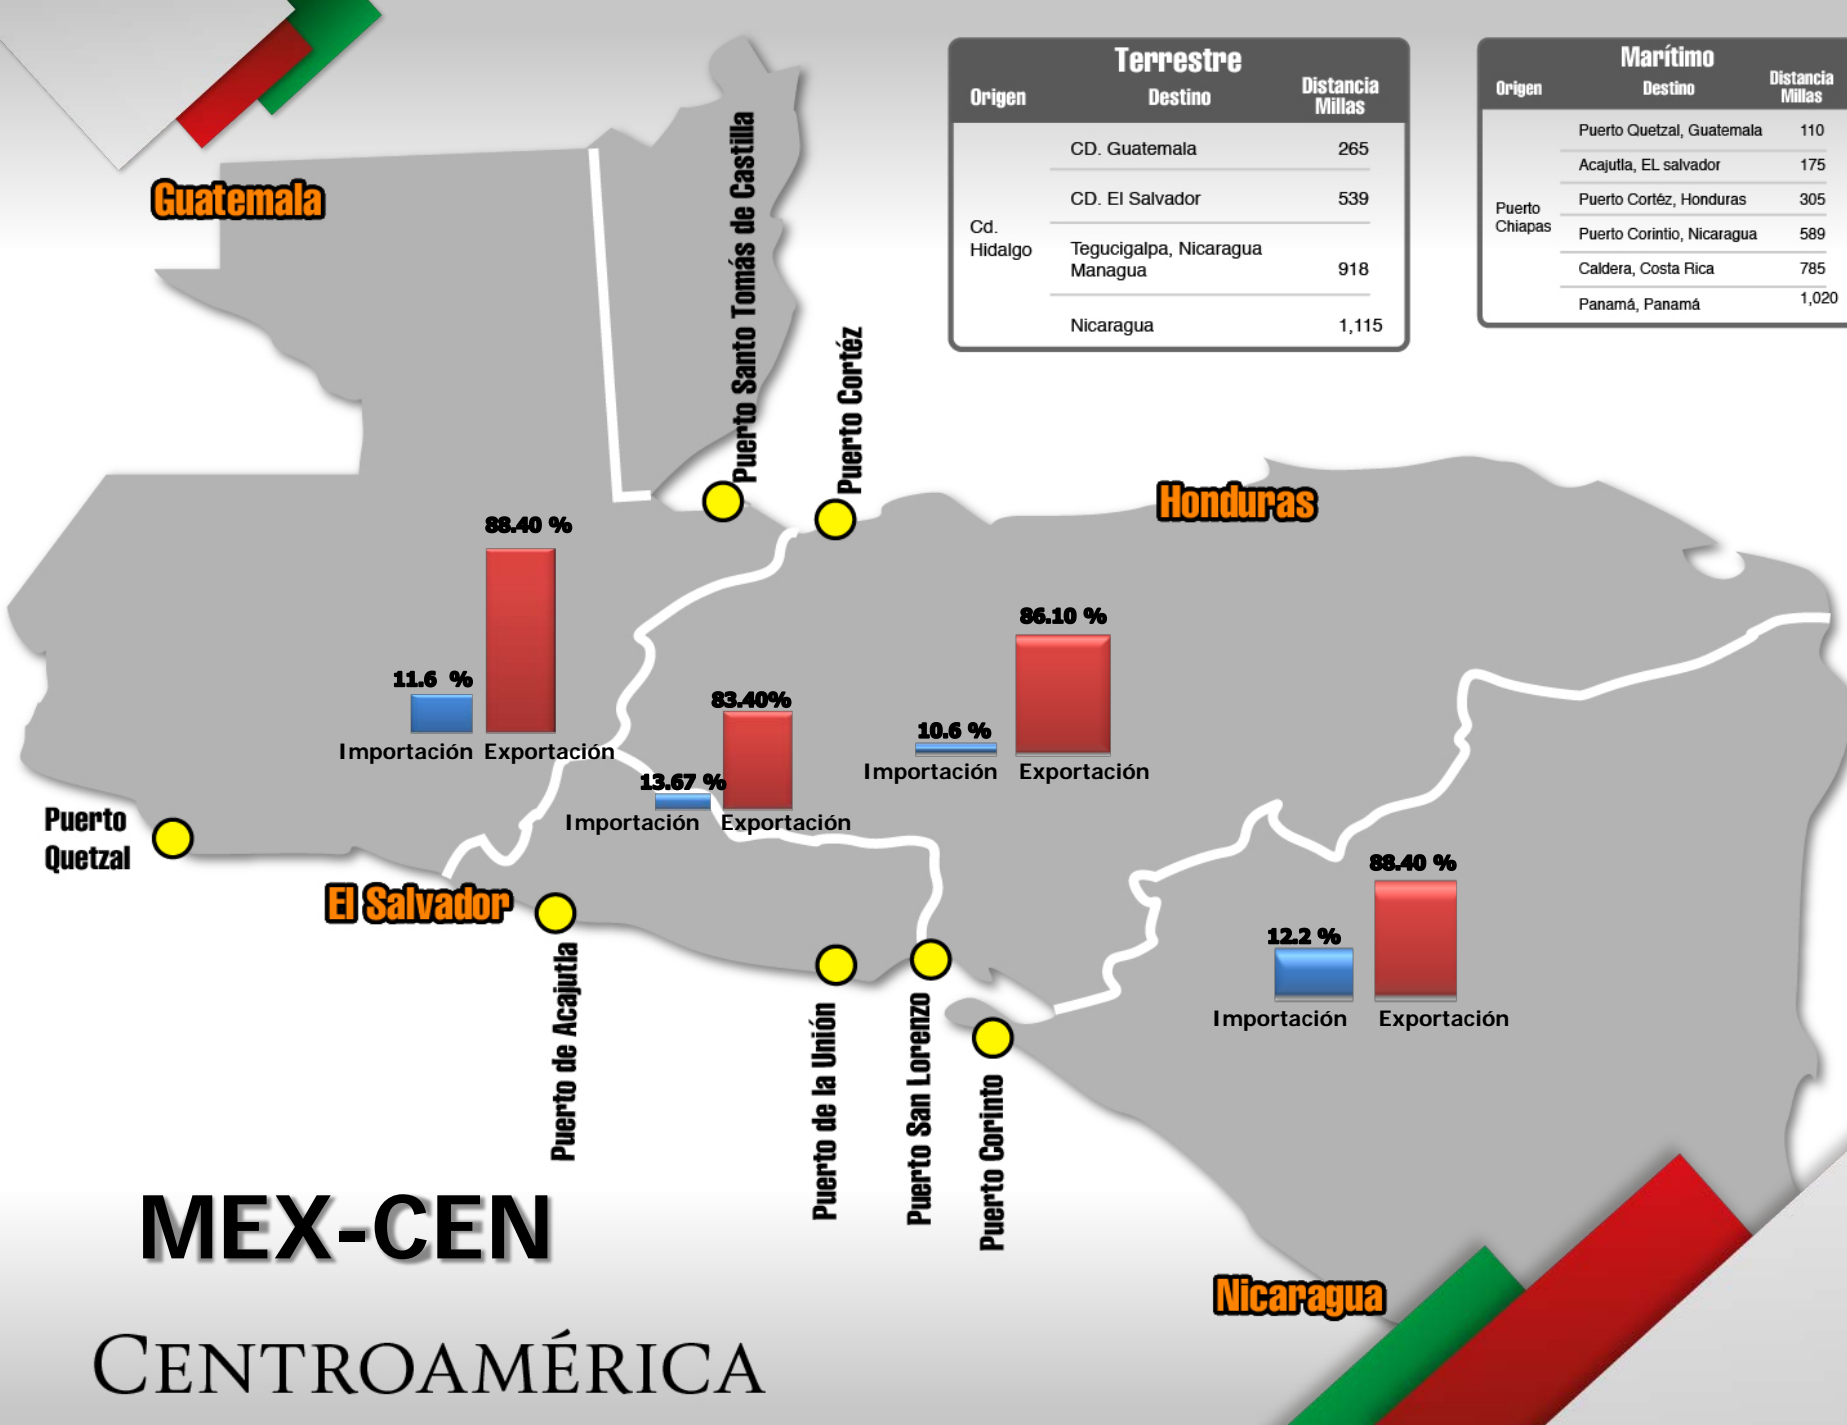 Terrestre
Origen Destino Distancia
Millas
Cd.
Hidalgo
CD. Guatemala 265
CD. El Salvador 539
Tegucigalpa, Nicaragua
Managua 918
Nicaragua 1,115
Marítimo
Origen Destino Distancia
Millas
Puerto
Chiapas
Puerto Quetzal, Guatemala 110
Acajutla, EL salvador 175
Puerto Cortéz, Honduras 305
Puerto Corintio, Nicaragua 589
Caldera, Costa Rica 785
Panamá, Panamá 1,020
Guatemala
Puerto Santo Tomás de Castilla
Puerto Cortéz
Honduras
88.40 %
11.6 %
Importación Exportación
83.40%
13.67 %
Importación Exportación
86.10 %
10.6 %
Importación Exportación
88.40 %
12.2 %
Importación Exportación
Puerto
Quetzal
El Salvador
Puerto de Acajutla
Puerto de la Unión
Puerto San Lorenzo
Puerto Corinto
Nicaragua
MEX-CEN
CENTROAMÉRICA